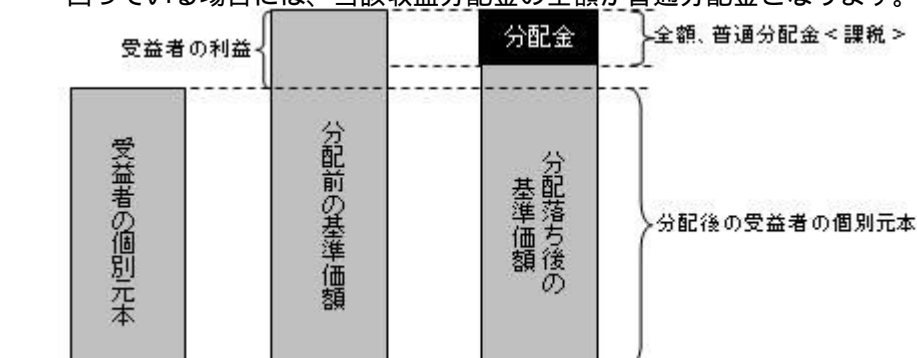 回っている場合には、当該収益分配金の全額が普通分配金となります。
受益者の利益
分配金
全額、普通分配金<課税>
受益者の個別元本
分配前の基準価額
分配落ち後の
基準価額
分配後の受益者の個別元本